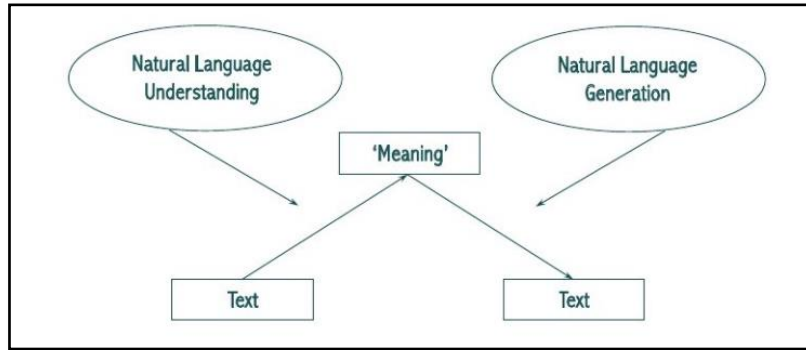 Natural Language
Understanding
Natural Language
Generation
‘Meaning’
Text
Text